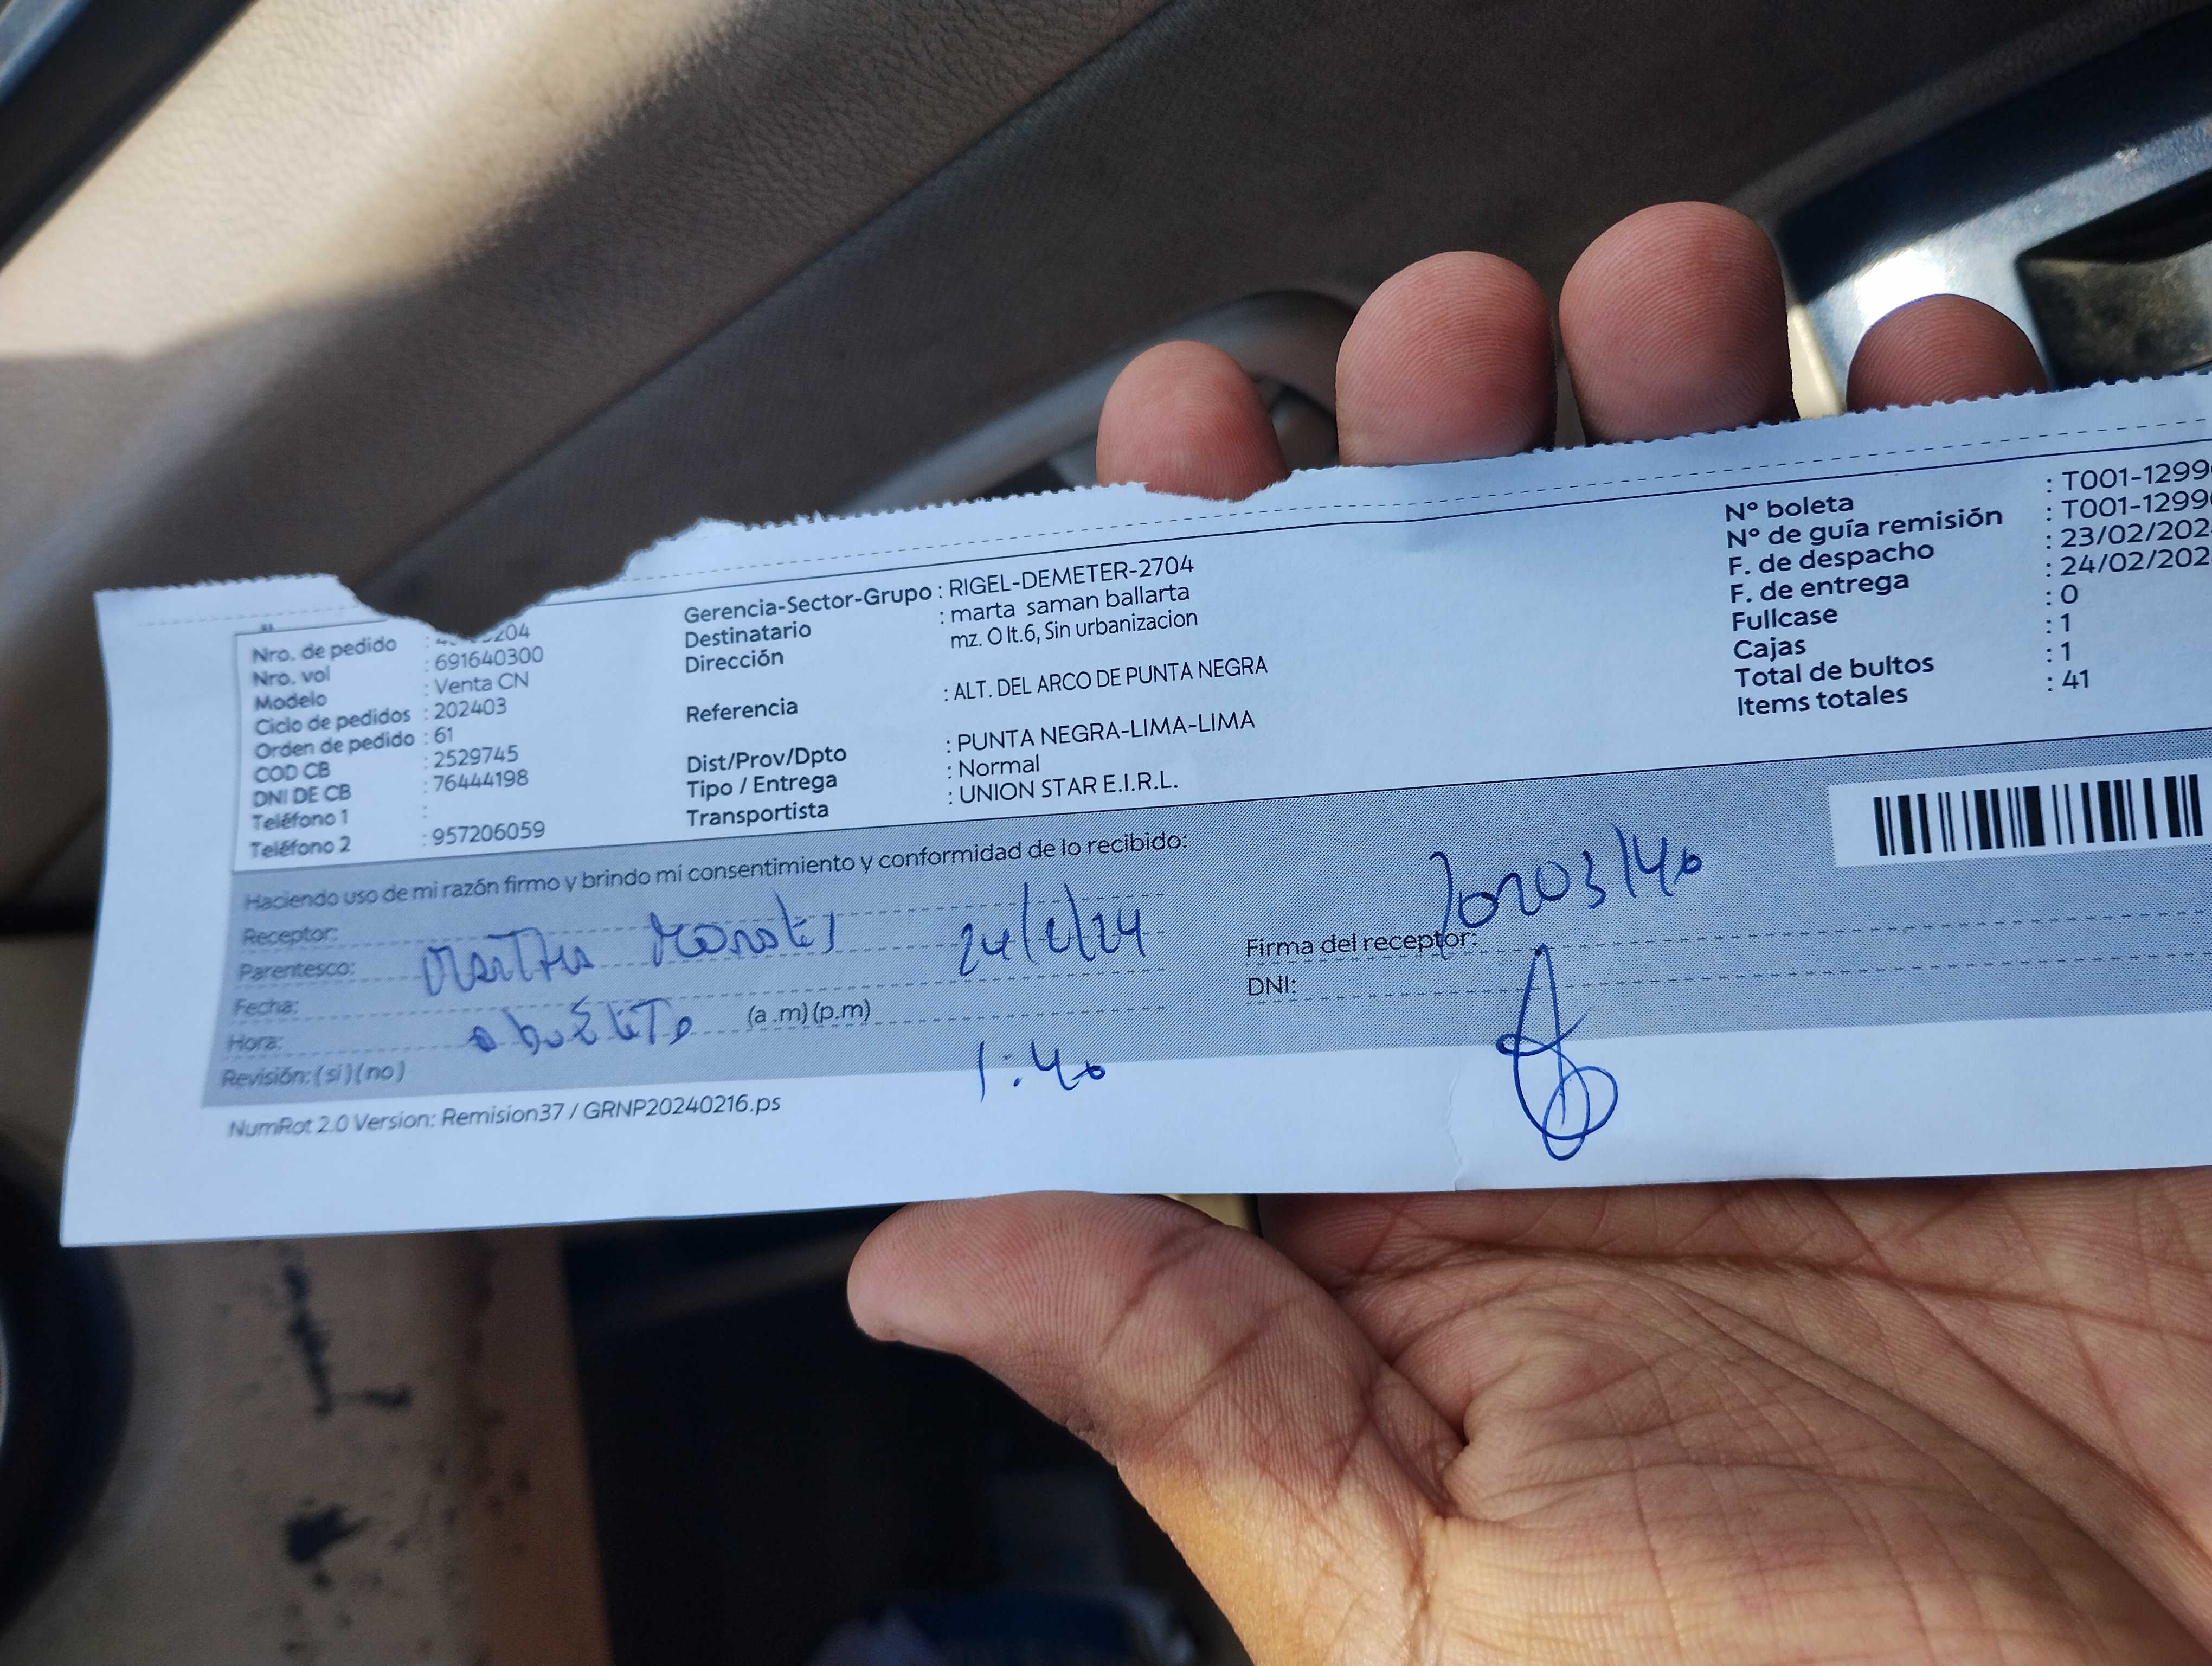 Nro. de pedido : 204
Nro. vol : 691640300
Modelo : Venta CN
Ciclo de pedidos : 202403
Orden de pedido : 61
COD CB : 2529745
DNI DE CB : 76444198
Teléfono 1 :
Teléfono 2 : 957206059
Gerencia-Sector-Grupo : RIGEL-DEMETER-2704
Destinatario : marta saman ballarta
Dirección mz. O lt.6, Sin urbanizacion
Referencia : ALT. DEL ARCO DE PUNTA NEGRA
Dist/Prov/Dpto : PUNTA NEGRA-LIMA-LIMA
Tipo / Entrega : Normal
Transportista : UNION STAR E.I.R.L.
N° boleta : T001-1299
N° de guía remisión : T001-1299
F. de despacho : 23/02/202
F. de entrega : 24/02/202
Fullcase : 0
Cajas : 1
Total de bultos : 1
Items totales : 41
Haciendo uso de mi razón firmo y brindo mi consentimiento y conformidad de lo recibido:
Receptor:
Parentesco:
Fecha: 24/2/24
Hora: (a.m)(p.m)
1:40
Revisión: (si)(no)
Firma del receptor:
DNI:
NumRot 2.0 Version: Remision37 / GRNP20240216.ps